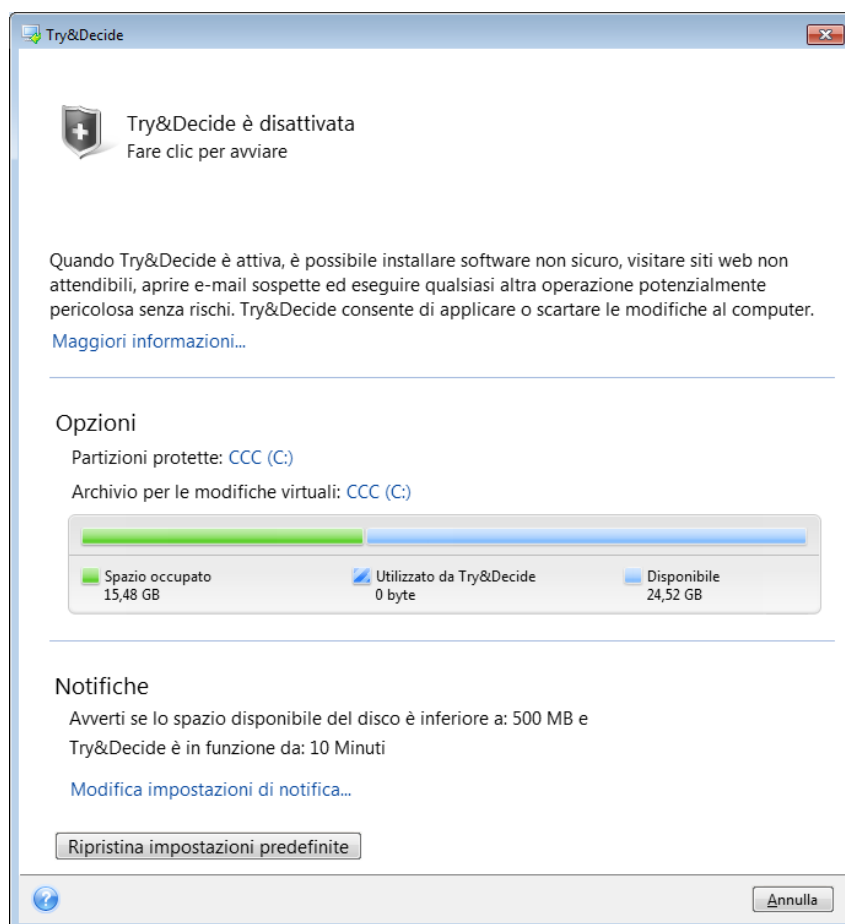 Try&Decide
Try&Decide è disattivata
Fare clic per avviare
Quando Try&Decide è attiva, è possibile installare software non sicuro, visitare siti web non
attendibili, aprire e-mail sospette ed eseguire qualsiasi altra operazione potenzialmente
pericolosa senza rischi. Try&Decide consente di applicare o scartare le modifiche al computer.
Maggiori informazioni...
Opzioni
Partizioni protette: CCC (C:)
Archivio per le modifiche virtuali: CCC (C:)
Spazio occupato
15,48 GB
Utilizzato da Try&Decide
0 byte
Disponibile
24,52 GB
Notifiche
Avverti se lo spazio disponibile del disco è inferiore a: 500 MB e
Try&Decide è in funzione da: 10 Minuti
Modifica impostazioni di notifica...
Ripristina impostazioni predefinite
?
Annulla